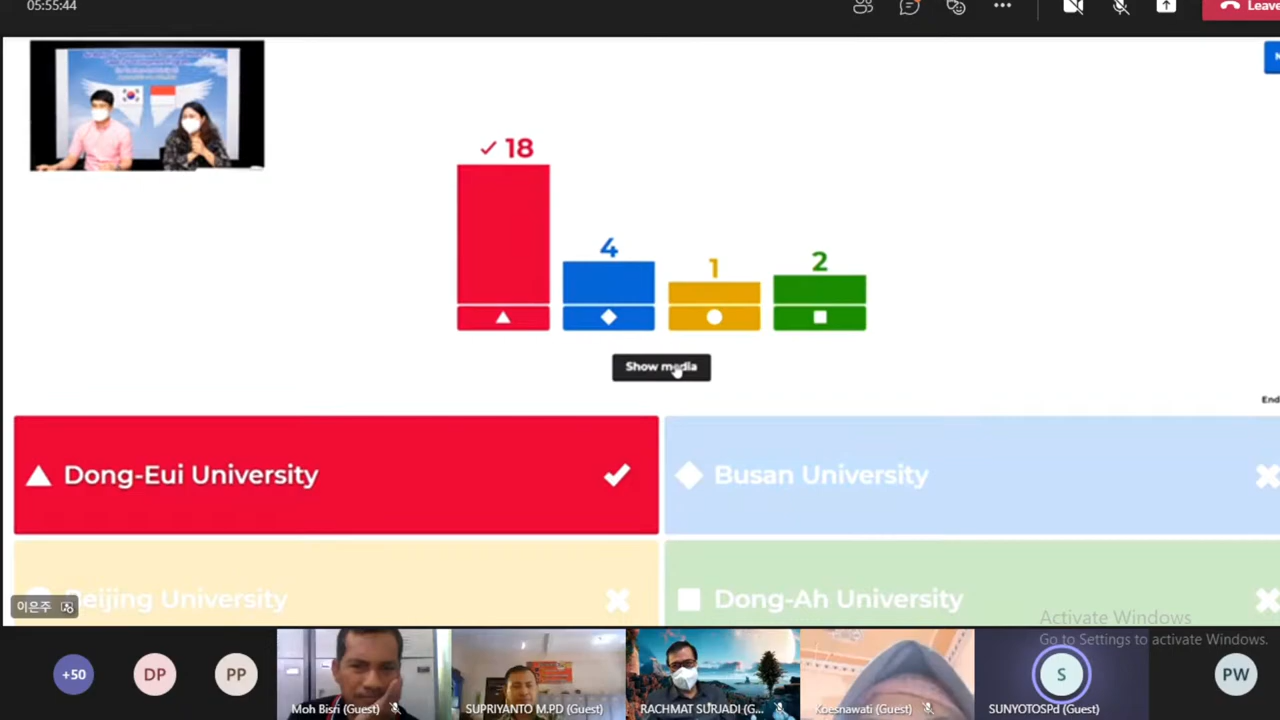 05:55:44
Leave
18
4
1
2
Show media
End
Dong-Eui University
Busan University
Beijing University
Dong-Ah University
이은주
Activate Windows
Go to Settings to activate Windows.
+50
DP
PP
Moh Bisri (Guest)
SUPRIYANTO M.PD (Guest)
RACHMAT SURJADI (G...
Koesnawati (Guest)
S
SUNYOTOSPd (Guest)
PW